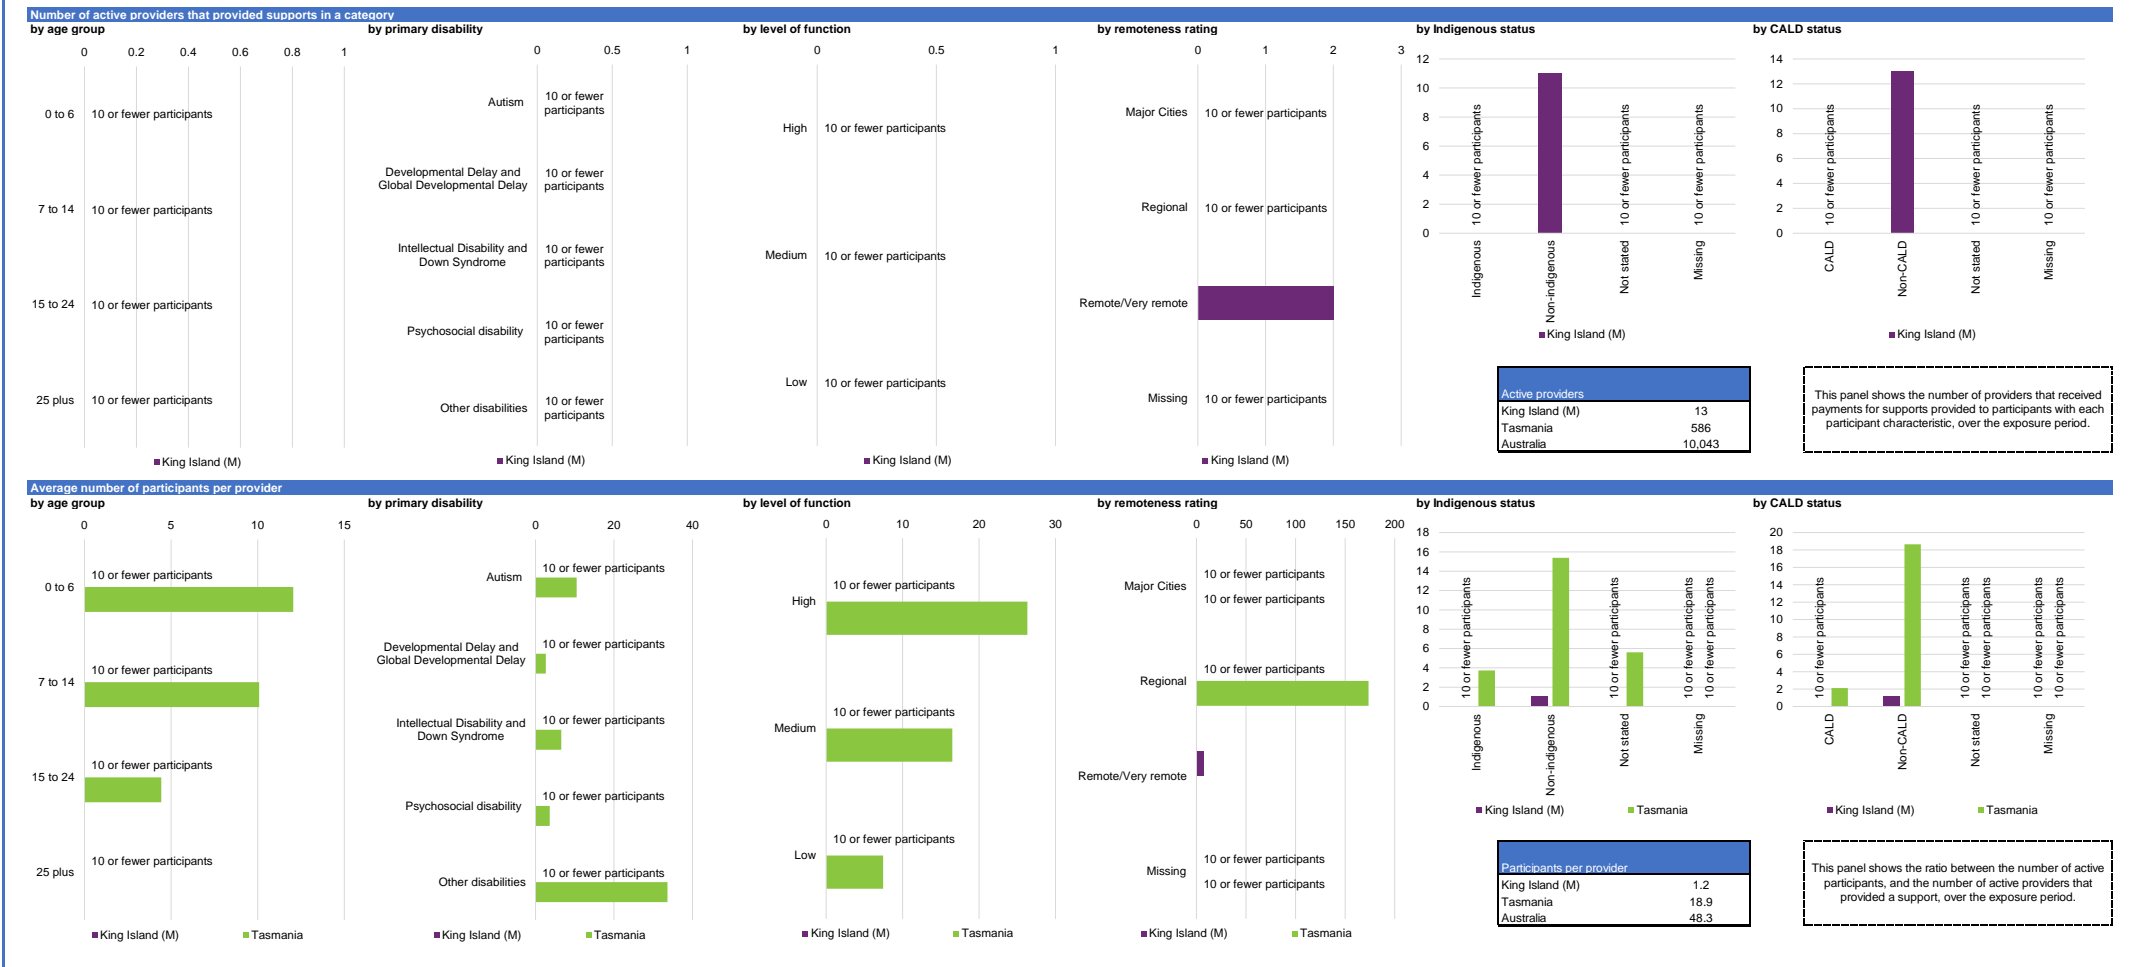 Number of active providers that provided supports in a category
by age group
0 0.2 0.4 0.6 0.8 1
0 to 6 10 or fewer participants
7 to 14 10 or fewer participants
15 to 24 10 or fewer participants
25 plus 10 or fewer participants
King Island (M)
by primary disability
0 0.5 1
Autism 10 or fewer
participants
Developmental Delay and 10 or fewer
Global Developmental Delay participants
Intellectual Disability and 10 or fewer
Down Syndrome participants
Psychosocial disability 10 or fewer
participants
Other disabilities 10 or fewer
participants
King Island (M)
by level of function
0 0.5 1
High 10 or fewer participants
Medium 10 or fewer participants
Low 10 or fewer participants
King Island (M)
by remoteness rating
0 1 2 3
Major Cities 10 or fewer participants
Regional 10 or fewer participants
Remote/Very remote
Missing 10 or fewer participants
King Island (M)
by Indigenous status
12
10
8
6
4
2
0
10 or fewer participants
10 or fewer participants
10 or fewer participants
Indigenous
Non-indigenous
Not stated
Missing
King Island (M)
by CALD status
14
12
10
8
6
4
2
0
10 or fewer participants
10 or fewer participants
10 or fewer participants
CALD
Non-CALD
Not stated
Missing
King Island (M)
Active providers
King Island (M) 13
Tasmania 586
Australia 10,043
This panel shows the number of providers that received
payments for supports provided to participants with each
participant characteristic, over the exposure period.
Average number of participants per provider
by age group
0 5 10 15
10 or fewer participants
0 to 6
10 or fewer participants
7 to 14
10 or fewer participants
15 to 24
10 or fewer participants
25 plus
King Island (M) Tasmania
by primary disability
0 20 40
10 or fewer participants
Autism
10 or fewer participants
Developmental Delay and
Global Developmental Delay
10 or fewer participants
Intellectual Disability and
Down Syndrome
10 or fewer participants
Psychosocial disability
10 or fewer participants
Other disabilities
King Island (M) Tasmania
by level of function
0 10 20 30
10 or fewer participants
High
10 or fewer participants
Medium
10 or fewer participants
Low
King Island (M) Tasmania
by remoteness rating
0 50 100 150 200
10 or fewer participants
Major Cities
10 or fewer participants
10 or fewer participants
Regional
Remote/Very remote
10 or fewer participants
Missing
10 or fewer participants
King Island (M) Tasmania
by Indigenous status
18
16
14
12
10
8
6
4
2
0
10 or fewer participants
10 or fewer participants
10 or fewer participants
10 or fewer participants
Indigenous
Non-indigenous
Not stated
Missing
King Island (M) Tasmania
by CALD status
20
18
16
14
12
10
8
6
4
2
0
10 or fewer participants
10 or fewer participants
10 or fewer participants
10 or fewer participants
10 or fewer participants
CALD
Non-CALD
Not stated
Missing
King Island (M) Tasmania
Participants per provider
King Island (M) 1.2
Tasmania 18.9
Australia 48.3
This panel shows the ratio between the number of active
participants, and the number of active providers that
provided a support, over the exposure period.